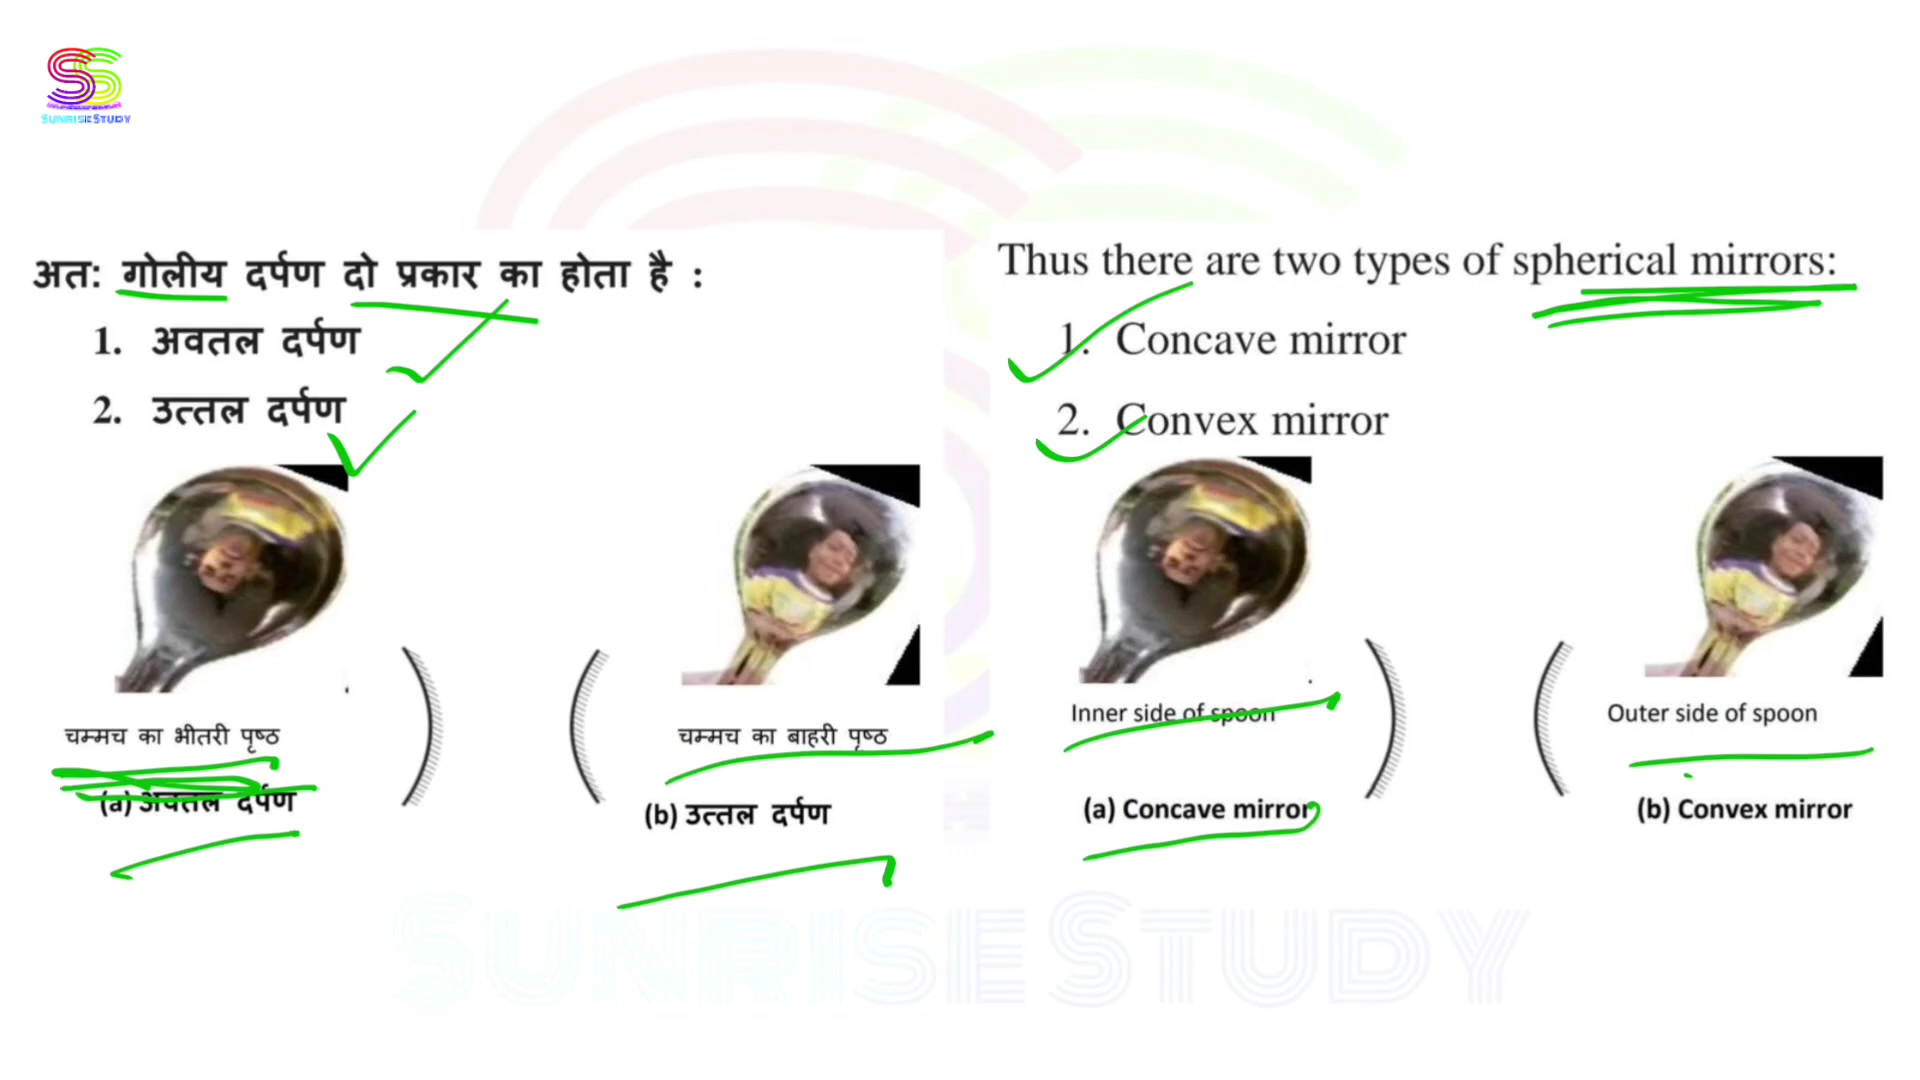 SUNRISESTUDY
अत: गोलीय दर्पण दो प्रकार का होता है :
1. अवतल दर्पण
2. उत्तल दर्पण
चम्मच का भीतरी पृष्ठ
(a) अवतल दर्पण
चम्मच का बाहरी पृष्ठ
(b) उत्तल दर्पण
Thus there are two types of spherical mirrors:
1. Concave mirror
2. Convex mirror
Inner side of spoon
(a) Concave mirror
Outer side of spoon
(b) Convex mirror
SUNRISESTUDY